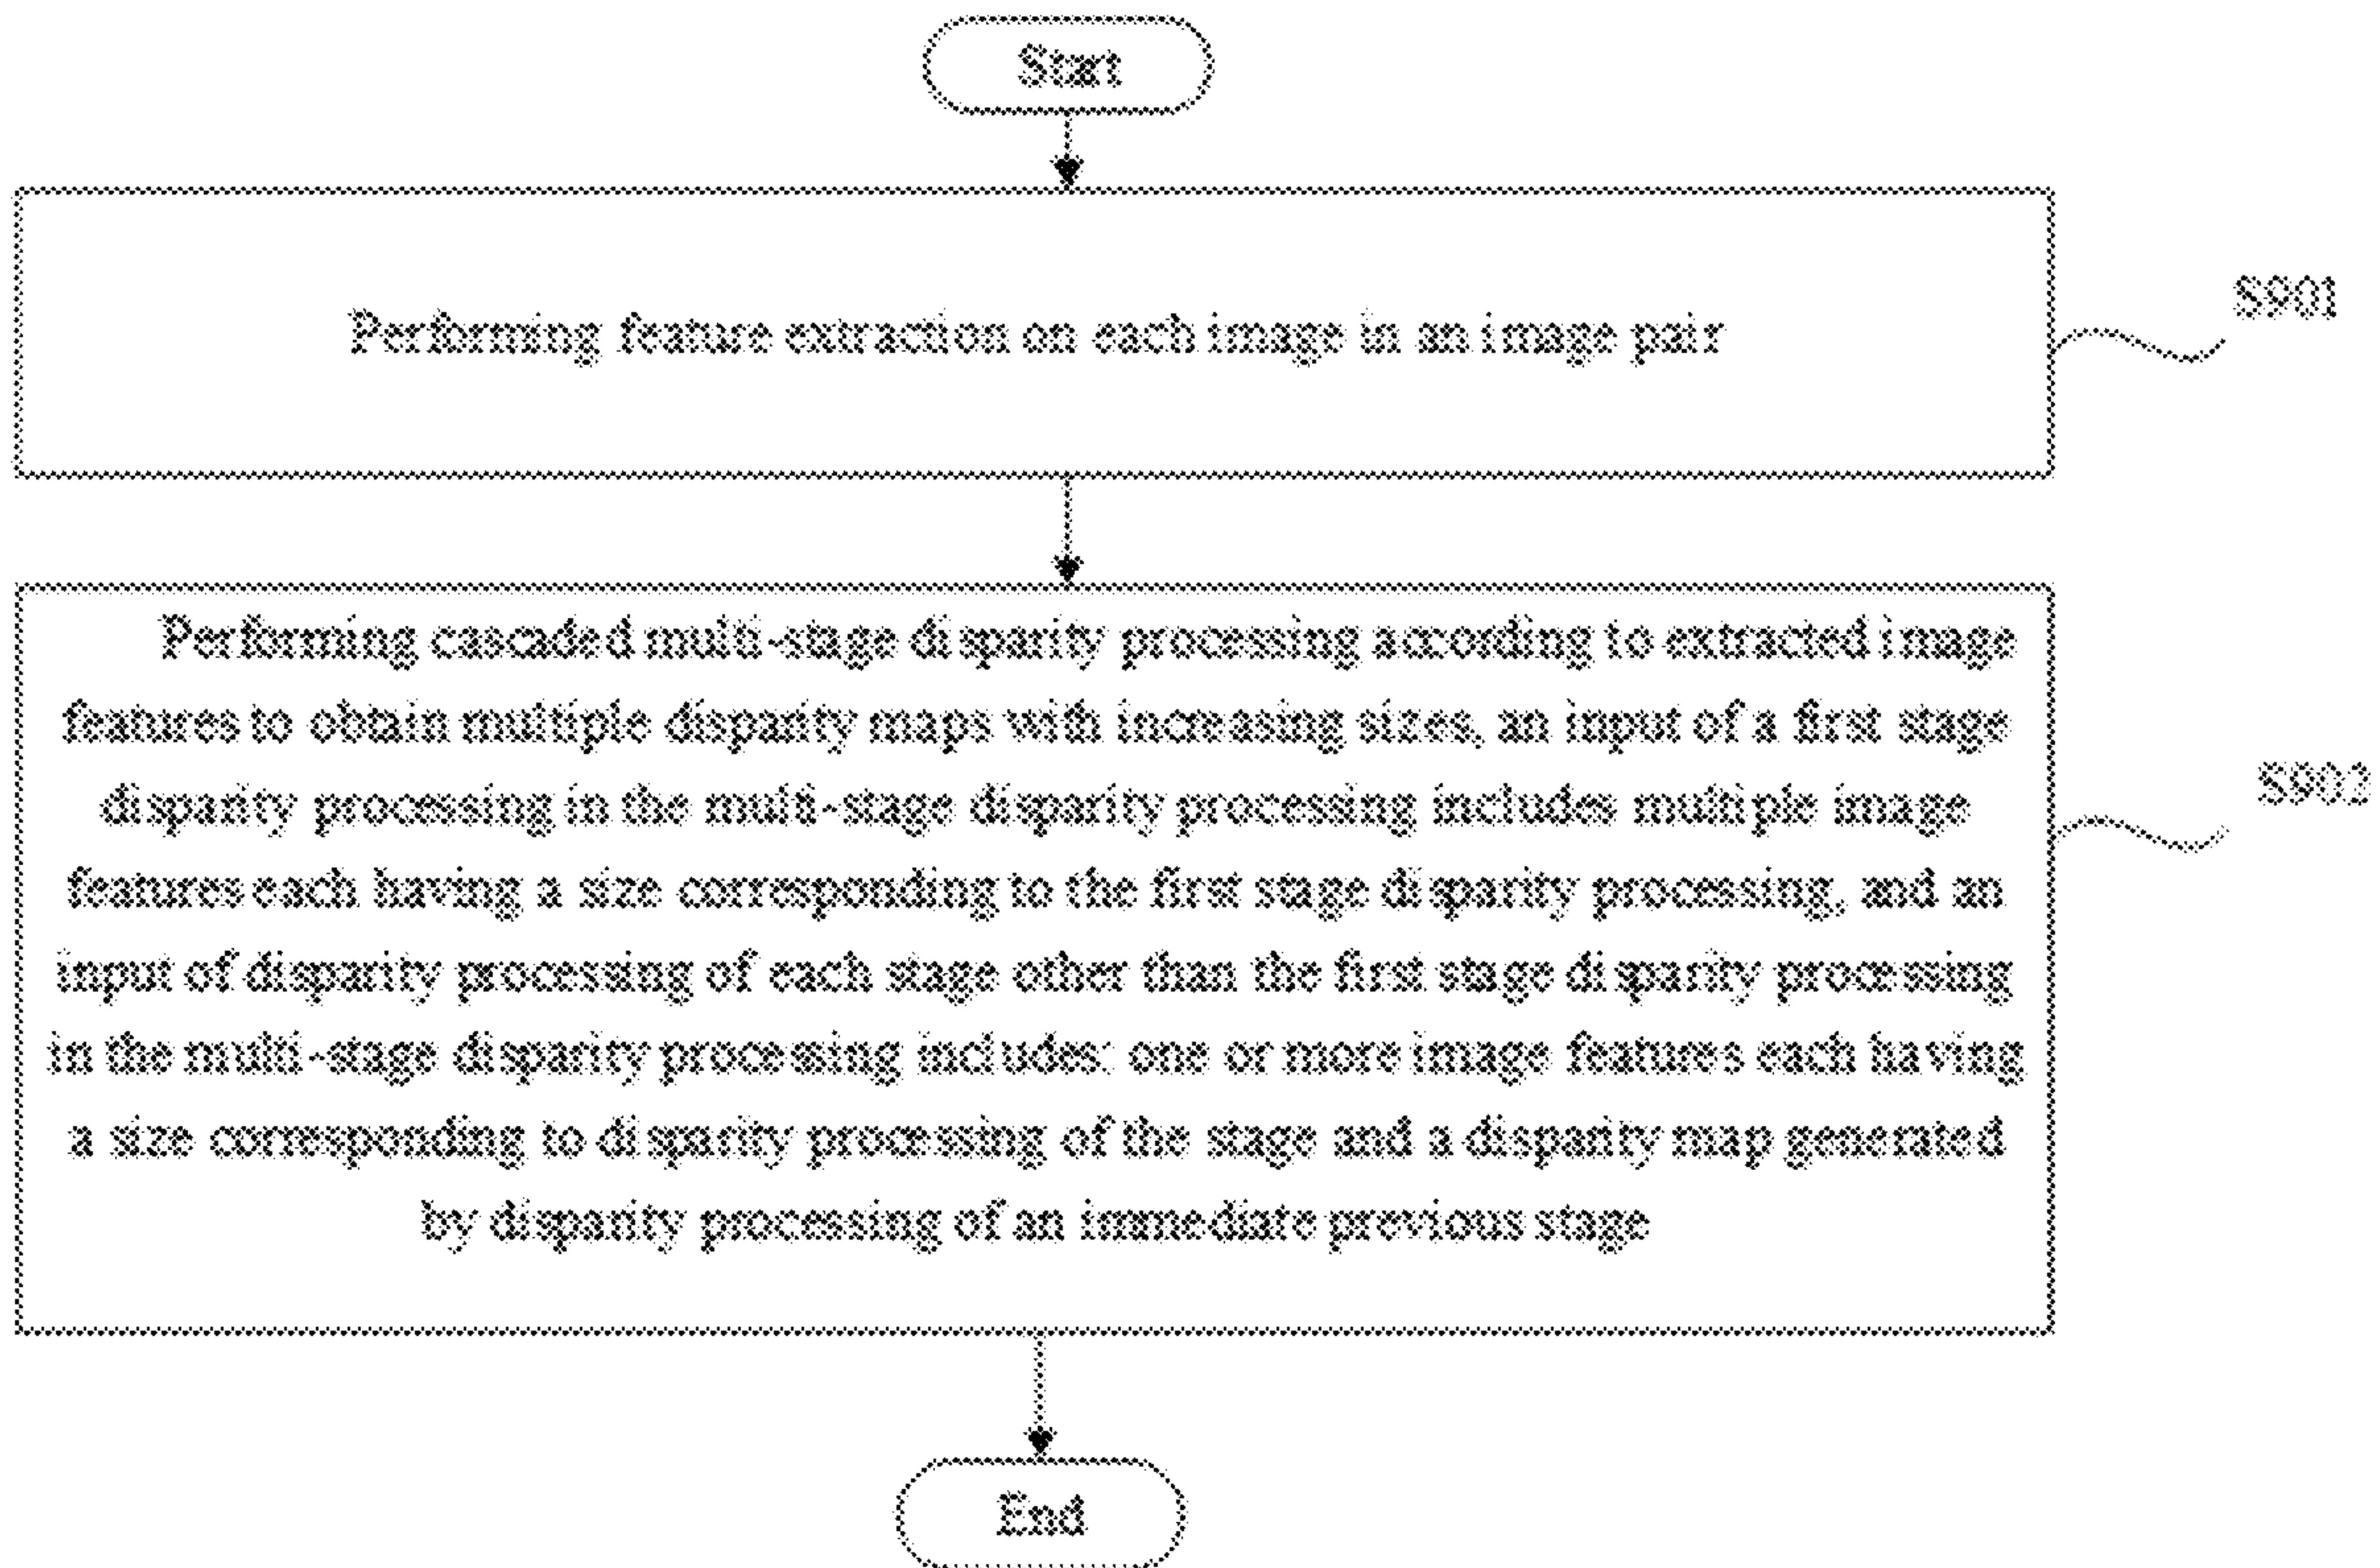 Start
Performing feature extraction on each image in an image pair
S901
Performing cascaded multi-stage disparity processing according to extracted image
features to obtain multiple disparity maps with increasing sizes, an input of a first stage
disparity processing in the multi-stage disparity processing includes multiple image
features each having a size corresponding to the first stage disparity processing, and an
input of disparity processing of each stage other than the first stage disparity processing
in the multi-stage disparity processing includes: one or more image features each having
a size corresponding to disparity processing of the stage and a disparity map generated
by disparity processing of an immediate previous stage
S902
End